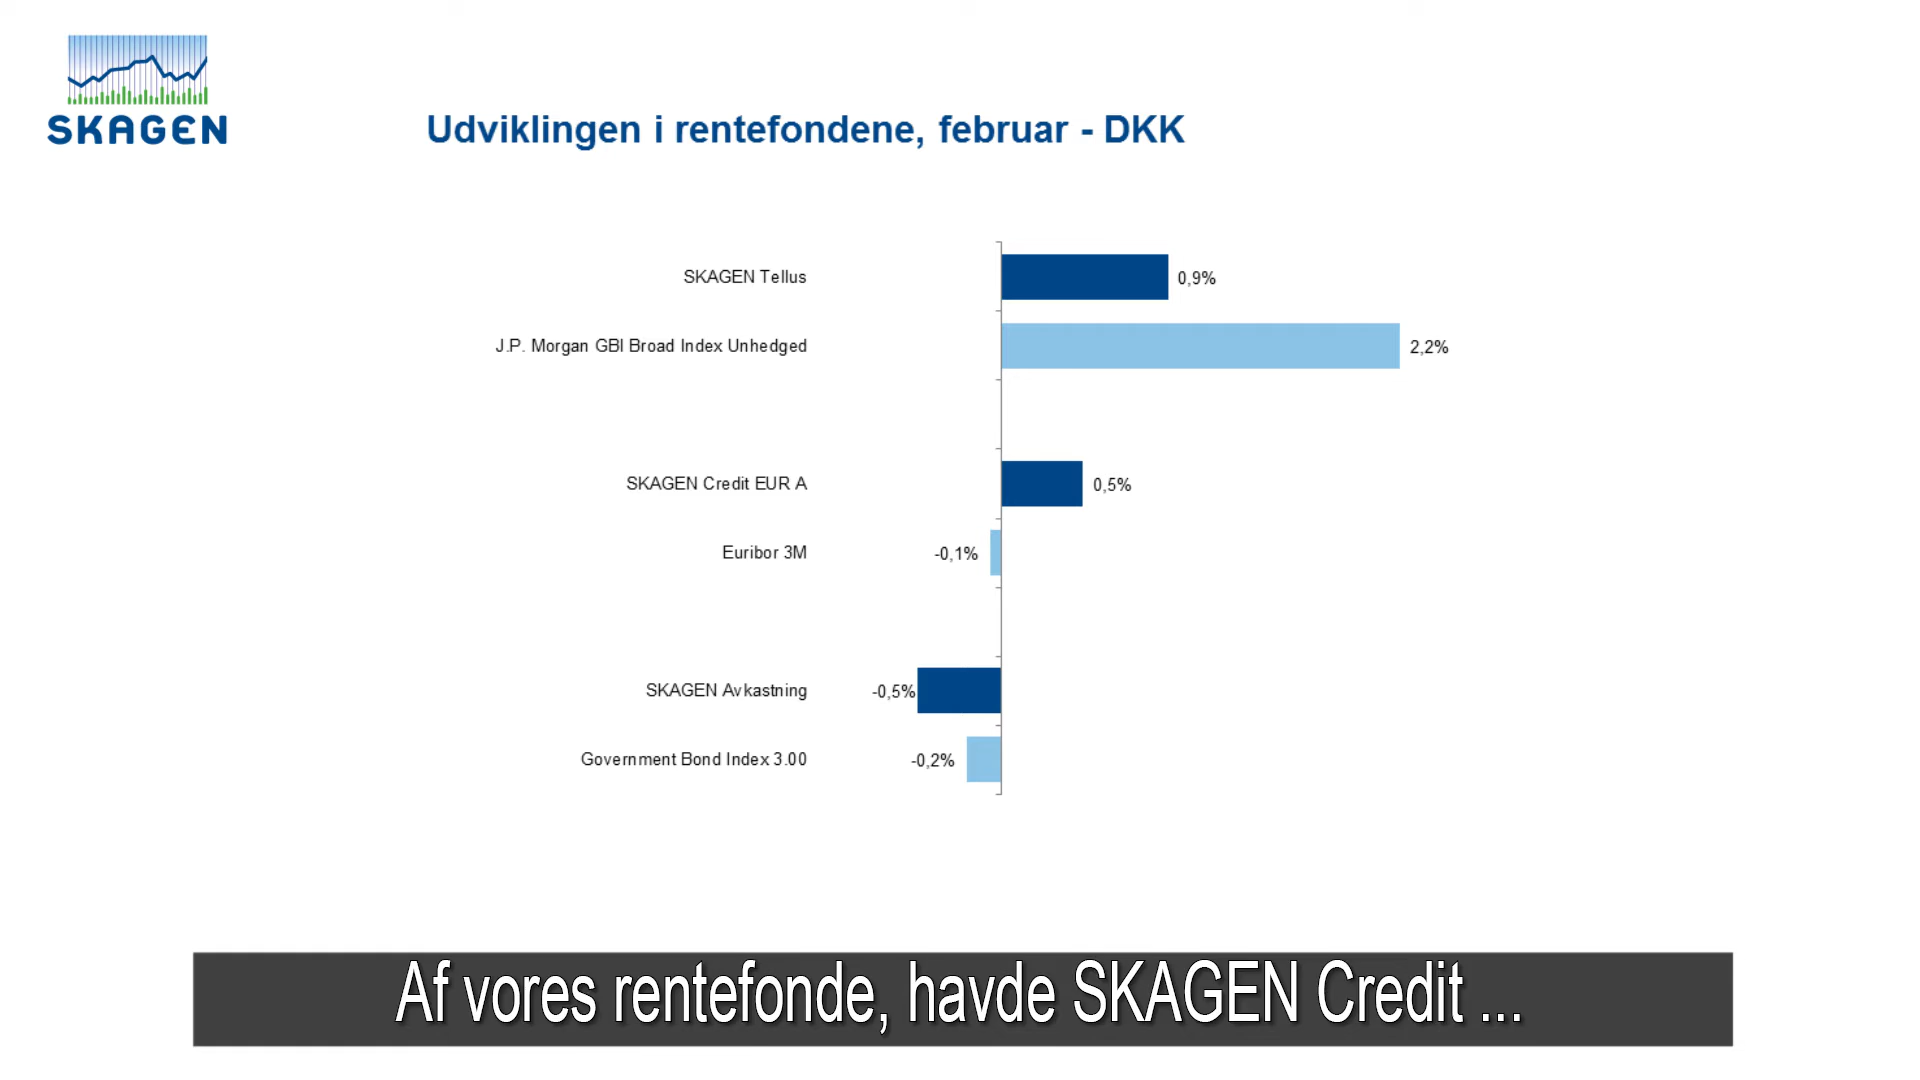 SKAGEN
Udviklingen i rentefondene, februar - DKK
SKAGEN Tellus 0,9%
J.P. Morgan GBI Broad Index Unhedged 2,2%
SKAGEN Credit EUR A 0,5%
Euribor 3M -0,1%
SKAGEN Avkastning -0,5%
Government Bond Index 3.00 -0,2%
Af vores rentefonde, havde SKAGEN Credit ...